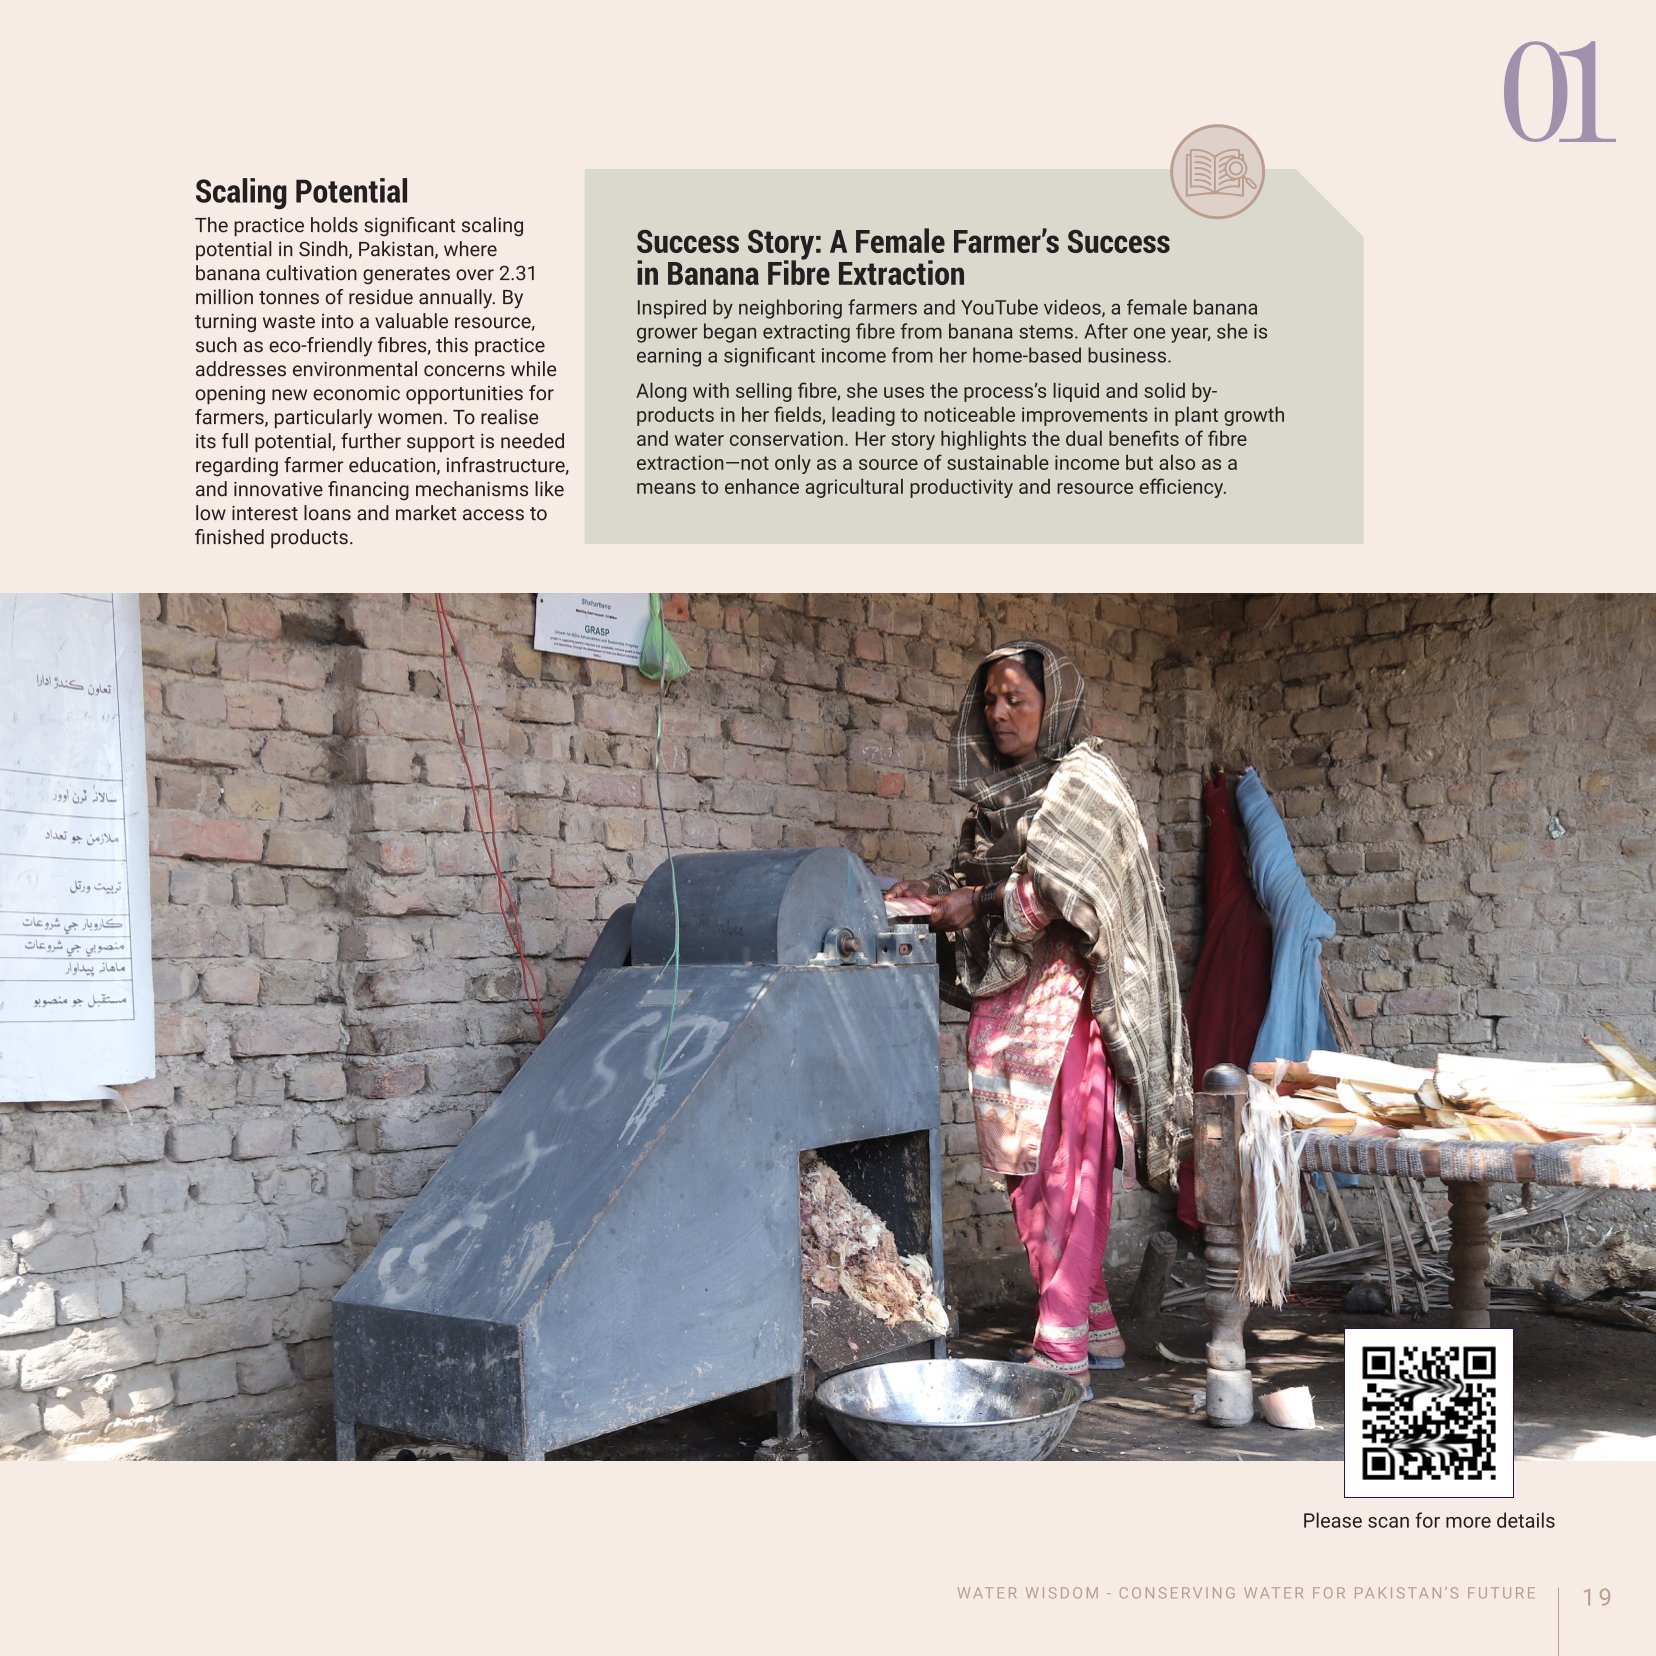 01
Scaling Potential
The practice holds significant scaling
potential in Sindh, Pakistan, where
banana cultivation generates over 2.31
million tonnes of residue annually. By
turning waste into a valuable resource,
such as eco-friendly fibres, this practice
addresses environmental concerns while
opening new economic opportunities for
farmers, particularly women. To realise
its full potential, further support is needed
regarding farmer education, infrastructure,
and innovative financing mechanisms like
low interest loans and market access to
finished products.
Success Story: A Female Farmer’s Success
in Banana Fibre Extraction
Inspired by neighboring farmers and YouTube videos, a female banana
grower began extracting fibre from banana stems. After one year, she is
earning a significant income from her home-based business.
Along with selling fibre, she uses the process’s liquid and solid by-
products in her fields, leading to noticeable improvements in plant growth
and water conservation. Her story highlights the dual benefits of fibre
extraction—not only as a source of sustainable income but also as a
means to enhance agricultural productivity and resource efficiency.
Shaharbano
GRASP
تعاون ڪندڙ ادارا
سالانہ ٽرن اوور
ملازمن جو تعداد
تربيت ورتل
ڪاروبار جي شروعات
منصوبي جي شروعات
ماهانہ پيداوار
مستقبل جو منصوبو
Please scan for more details
WATER WISDOM - CONSERVING WATER FOR PAKISTAN’S FUTURE
19